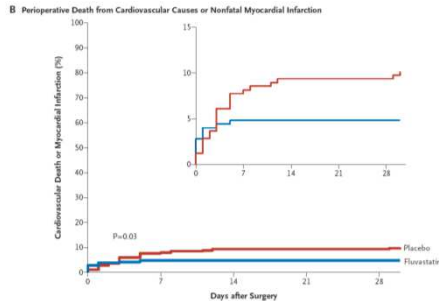 B Perioperative Death from Cardiovascular Causes or Nonfatal Myocardial Infarction
Cardiovascular Death or Myocardial Infarction (%)
100
90
80
70
60
50
40
30
20
10
0
15
10
5
0
0 7 14 21 28
P=0.03
Placebo
Fluvastatin
0 7 14 21 28
Days after Surgery